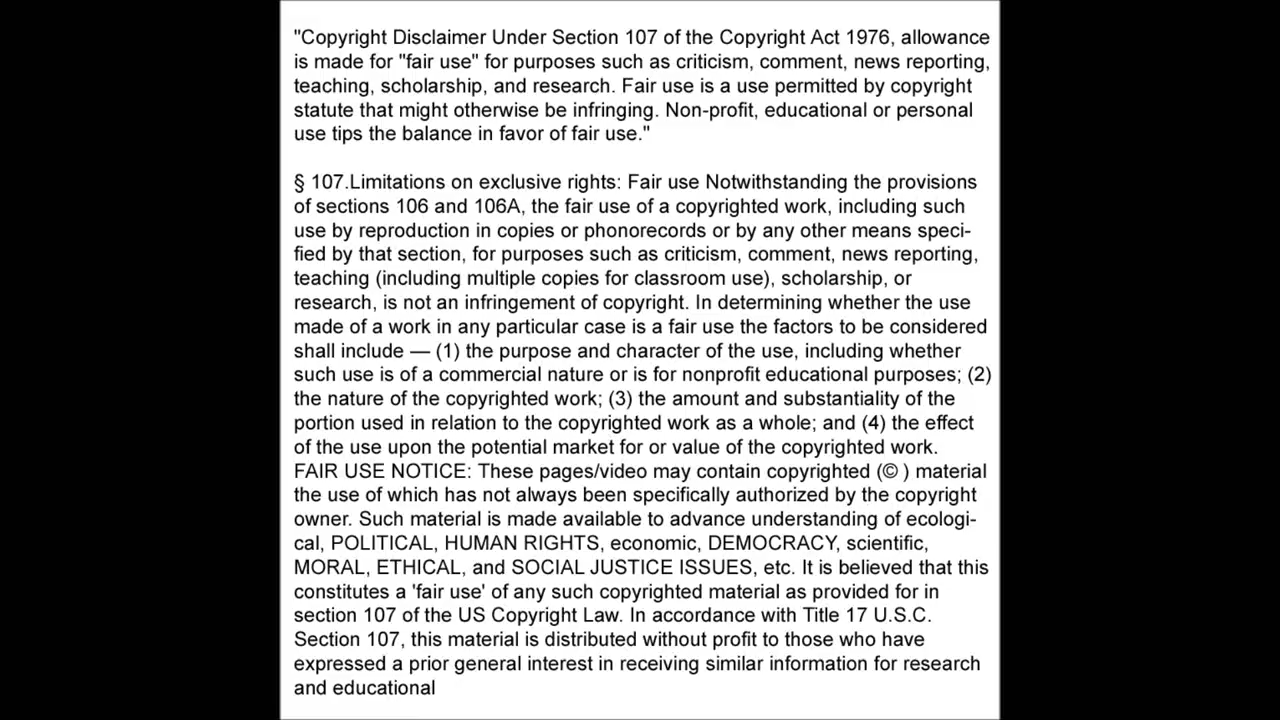 "Copyright Disclaimer Under Section 107 of the Copyright Act 1976, allowance
is made for "fair use" for purposes such as criticism, comment, news reporting,
teaching, scholarship, and research. Fair use is a use permitted by copyright
statute that might otherwise be infringing. Non-profit, educational or personal
use tips the balance in favor of fair use."
§ 107.Limitations on exclusive rights: Fair use Notwithstanding the provisions
of sections 106 and 106A, the fair use of a copyrighted work, including such
use by reproduction in copies or phonorecords or by any other means speci-
fied by that section, for purposes such as criticism, comment, news reporting,
teaching (including multiple copies for classroom use), scholarship, or
research, is not an infringement of copyright. In determining whether the use
made of a work in any particular case is a fair use the factors to be considered
shall include — (1) the purpose and character of the use, including whether
such use is of a commercial nature or is for nonprofit educational purposes; (2)
the nature of the copyrighted work; (3) the amount and substantiality of the
portion used in relation to the copyrighted work as a whole; and (4) the effect
of the use upon the potential market for or value of the copyrighted work.
FAIR USE NOTICE: These pages/video may contain copyrighted (© ) material
the use of which has not always been specifically authorized by the copyright
owner. Such material is made available to advance understanding of ecologi-
cal, POLITICAL, HUMAN RIGHTS, economic, DEMOCRACY, scientific,
MORAL, ETHICAL, and SOCIAL JUSTICE ISSUES, etc. It is believed that this
constitutes a 'fair use' of any such copyrighted material as provided for in
section 107 of the US Copyright Law. In accordance with Title 17 U.S.C.
Section 107, this material is distributed without profit to those who have
expressed a prior general interest in receiving similar information for research
and educational